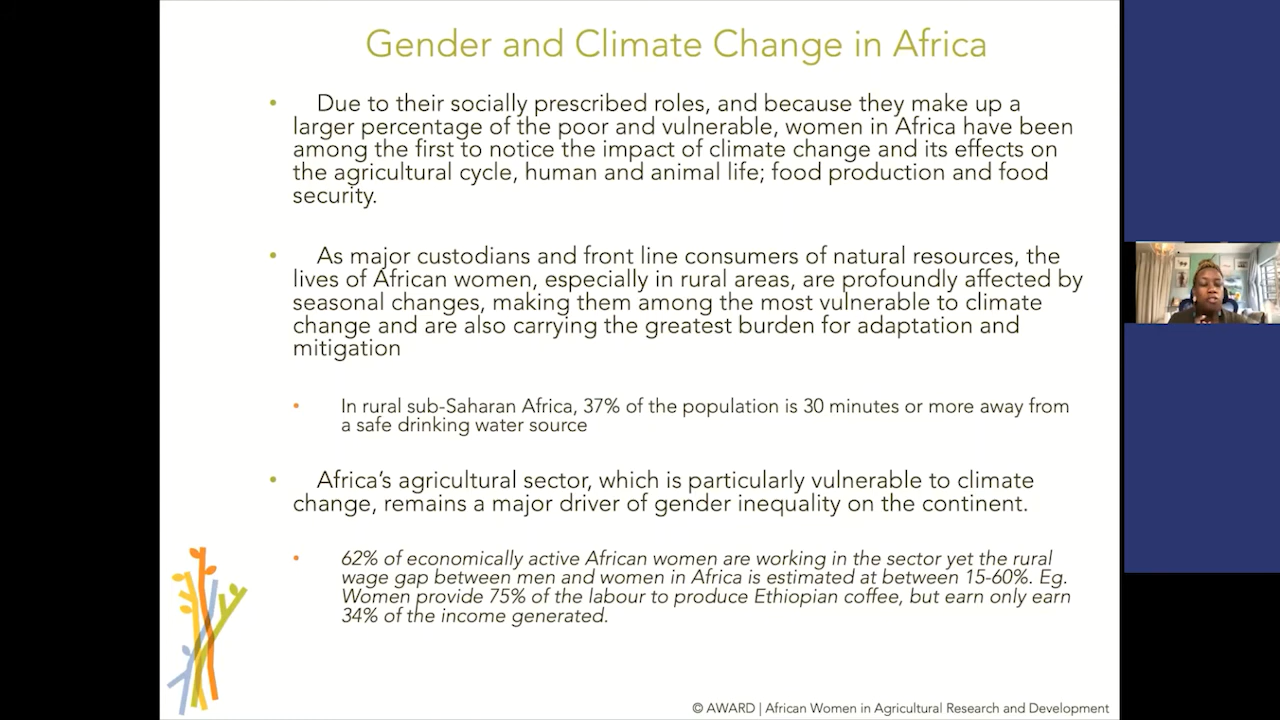 Gender and Climate Change in Africa
• Due to their socially prescribed roles, and because they make up a
larger percentage of the poor and vulnerable, women in Africa have been
among the first to notice the impact of climate change and its effects on
the agricultural cycle, human and animal life; food production and food
security.
• As major custodians and front line consumers of natural resources, the
lives of African women, especially in rural areas, are profoundly affected by
seasonal changes, making them among the most vulnerable to climate
change and are also carrying the greatest burden for adaptation and
mitigation
• In rural sub-Saharan Africa, 37% of the population is 30 minutes or more away from
a safe drinking water source
• Africa’s agricultural sector, which is particularly vulnerable to climate
change, remains a major driver of gender inequality on the continent.
• 62% of economically active African women are working in the sector yet the rural
wage gap between men and women in Africa is estimated at between 15-60%. Eg.
Women provide 75% of the labour to produce Ethiopian coffee, but earn only earn
34% of the income generated.
© AWARD | African Women in Agricultural Research and Development